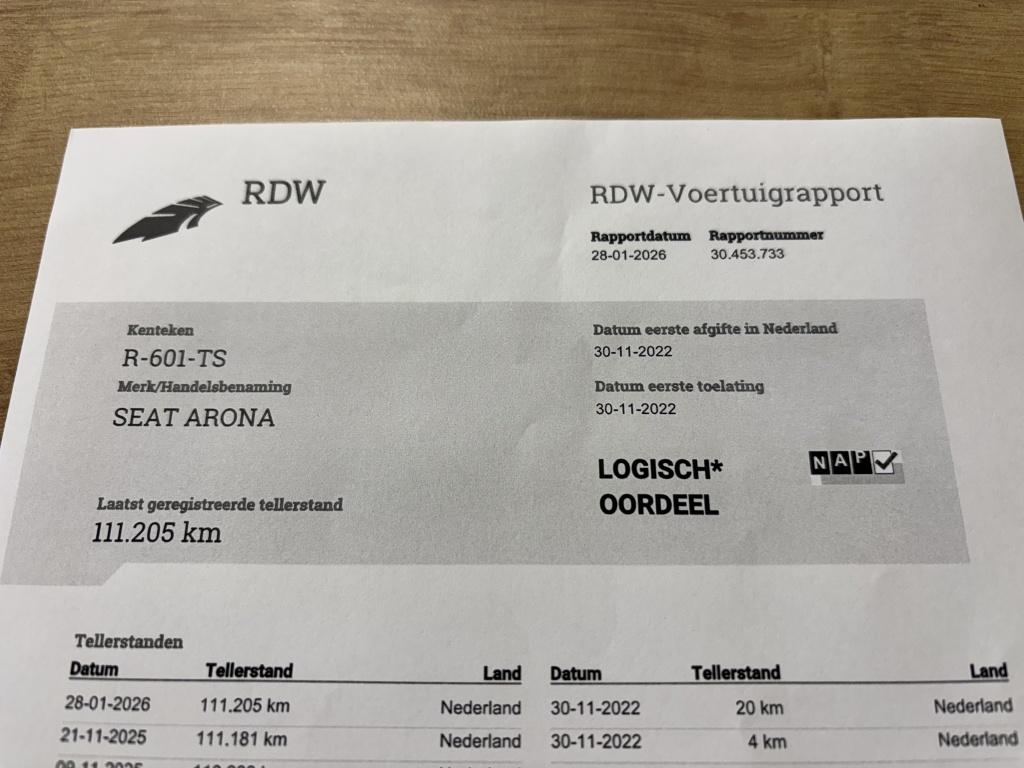 RDW
RDW-Voertuigrapport
Rapportdatum Rapportnummer
28-01-2026 30.453.733
Kenteken
R-601-TS
Merk/Handelsbenaming
SEAT ARONA
Laatst geregistreerde tellerstand
111.205 km
Datum eerste afgifte in Nederland
30-11-2022
Datum eerste toelating
30-11-2022
LOGISCH*
OORDEEL
NAP
Tellerstanden
Datum Tellerstand Land Datum Tellerstand Land
28-01-2026 111.205 km Nederland 30-11-2022 20 km Nederland
21-11-2025 111.181 km Nederland 30-11-2022 4 km Nederland